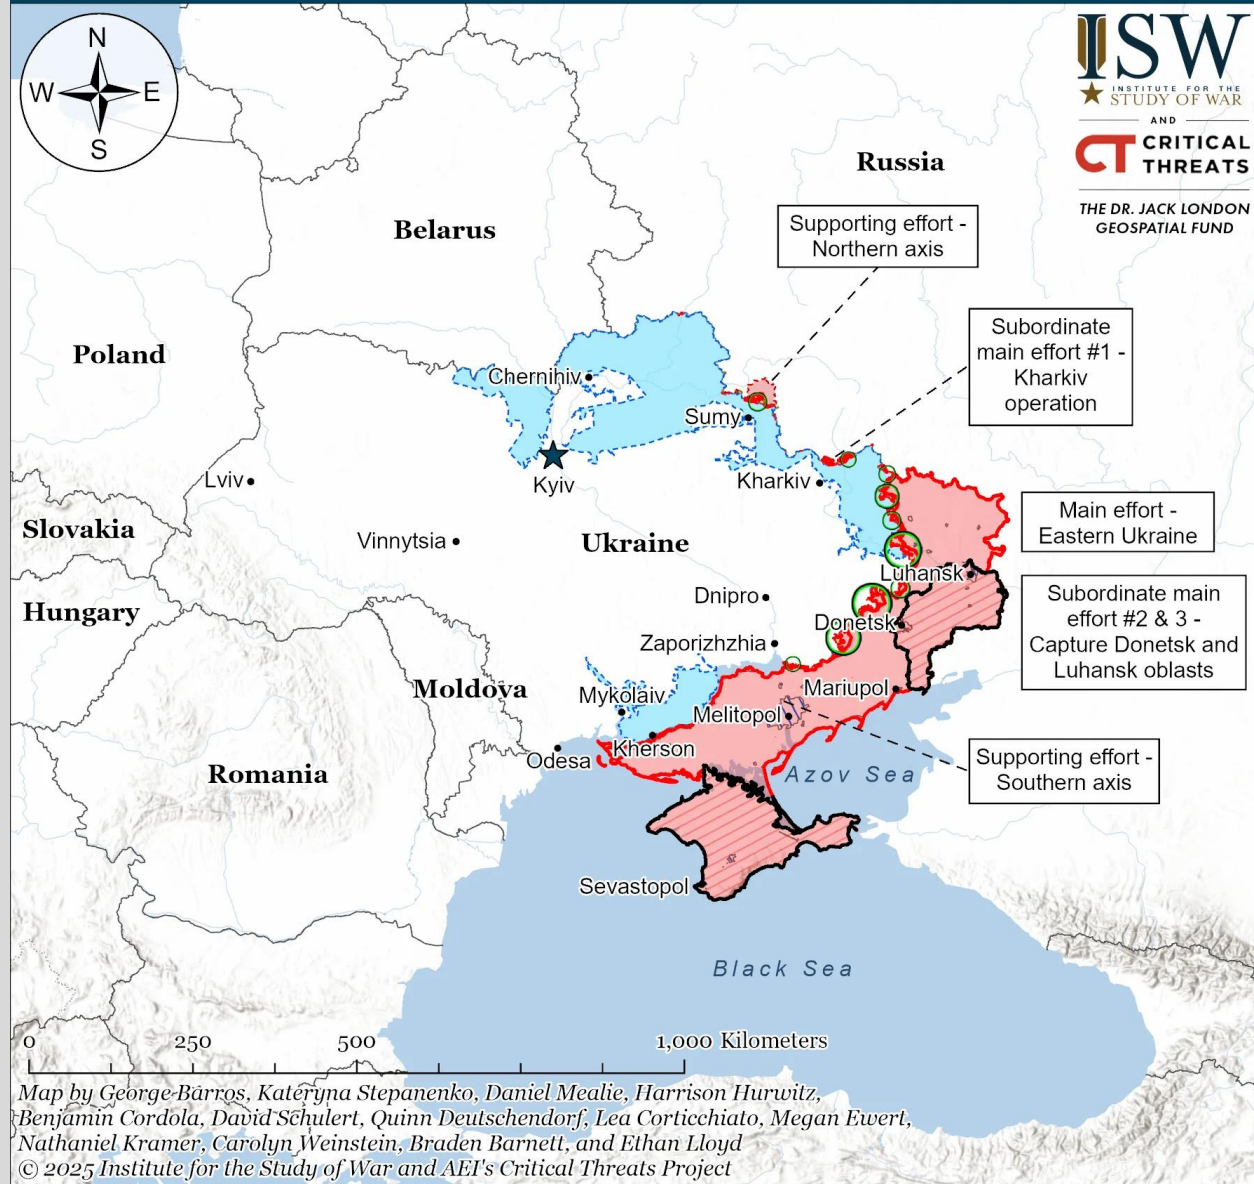 N
W
E
S
ISW
INSTITUTE FOR THE
STUDY OF WAR
AND
CT CRITICAL
THREATS
THE DR. JACK LONDON
GEOSPATIAL FUND
Russia
Supporting effort -
Northern axis
Belarus
Subordinate
main effort #1 -
Kharkiv
operation
Poland
Chernihiv
Sumy
Lviv
Kyiv
Kharkiv
Slovakia
Vinnytsia
Ukraine
Main effort -
Eastern Ukraine
Luhansk
Hungary
Dnipro
Donetsk
Subordinate main
effort #2 & 3 -
Capture Donetsk and
Luhansk oblasts
Zaporizhzhia
Moldova
Mykolaiv
Mariupol
Melitopol
Kherson
Odesa
Romania
Azov Sea
Supporting effort -
Southern axis
Sevastopol
Black Sea
0
250
500
1,000 Kilometers
Map by George Barros, Kateryna Stepanenko, Daniel Mealie, Harrison Hurwitz,
Benjamin Cordola, David Schulert, Quinn Deutschendorf, Lea Corticchiato, Megan Ewert,
Nathaniel Kramer, Carolyn Weinstein, Braden Barnett, and Ethan Lloyd
© 2025 Institute for the Study of War and AEI's Critical Threats Project